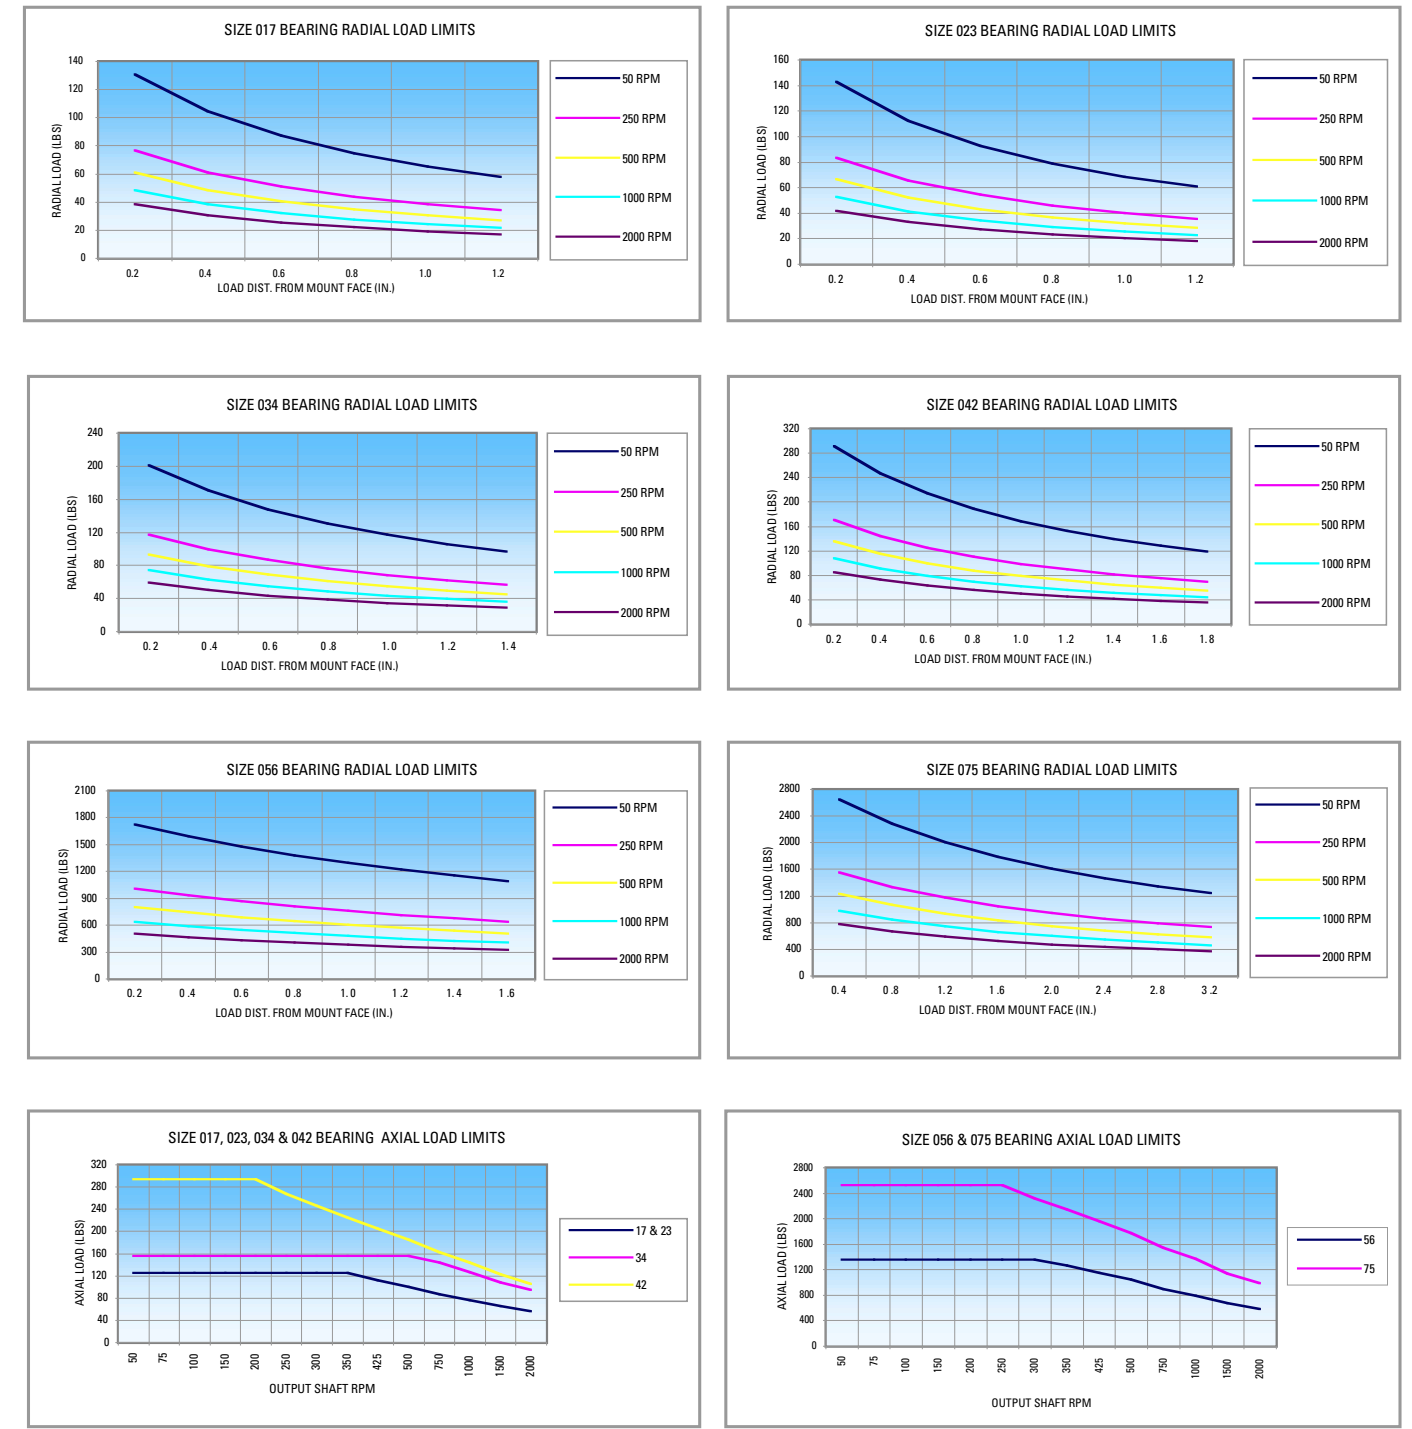 SIZE 017 BEARING RADIAL LOAD LIMITS
RADIAL LOAD (LBS)
140
120
100
80
60
40
20
0
0.2 0.4 0.6 0.8 1.0 1.2
LOAD DIST. FROM MOUNT FACE (IN.)
50 RPM
250 RPM
500 RPM
1000 RPM
2000 RPM
SIZE 023 BEARING RADIAL LOAD LIMITS
RADIAL LOAD (LBS)
160
140
120
100
80
60
40
20
0
0.2 0.4 0.6 0.8 1.0 1.2
LOAD DIST. FROM MOUNT FACE (IN.)
50 RPM
250 RPM
500 RPM
1000 RPM
2000 RPM
SIZE 034 BEARING RADIAL LOAD LIMITS
RADIAL LOAD (LBS)
240
200
160
120
80
40
0
0.2 0.4 0.6 0.8 1.0 1.2 1.4
LOAD DIST. FROM MOUNT FACE (IN.)
50 RPM
250 RPM
500 RPM
1000 RPM
2000 RPM
SIZE 042 BEARING RADIAL LOAD LIMITS
RADIAL LOAD (LBS)
320
280
240
200
160
120
80
40
0
0.2 0.4 0.6 0.8 1.0 1.2 1.4 1.6 1.8
LOAD DIST. FROM MOUNT FACE (IN.)
50 RPM
250 RPM
500 RPM
1000 RPM
2000 RPM
SIZE 056 BEARING RADIAL LOAD LIMITS
RADIAL LOAD (LBS)
2100
1800
1500
1200
900
600
300
0
0.2 0.4 0.6 0.8 1.0 1.2 1.4 1.6
LOAD DIST. FROM MOUNT FACE (IN.)
50 RPM
250 RPM
500 RPM
1000 RPM
2000 RPM
SIZE 075 BEARING RADIAL LOAD LIMITS
RADIAL LOAD (LBS)
2800
2400
2000
1600
1200
800
400
0
0.4 0.8 1.2 1.6 2.0 2.4 2.8 3.2
LOAD DIST. FROM MOUNT FACE (IN.)
50 RPM
250 RPM
500 RPM
1000 RPM
2000 RPM
SIZE 017, 023, 034 & 042 BEARING AXIAL LOAD LIMITS
AXIAL LOAD (LBS)
320
280
240
200
160
120
80
40
0
50 75 100 150 200 250 300 350 425 500 750 1000 1500 2000
OUTPUT SHAFT RPM
17 & 23
34
42
SIZE 056 & 075 BEARING AXIAL LOAD LIMITS
AXIAL LOAD (LBS)
2800
2400
2000
1600
1200
800
400
0
50 75 100 150 200 250 300 350 425 500 750 1000 1500 2000
OUTPUT SHAFT RPM
56
75